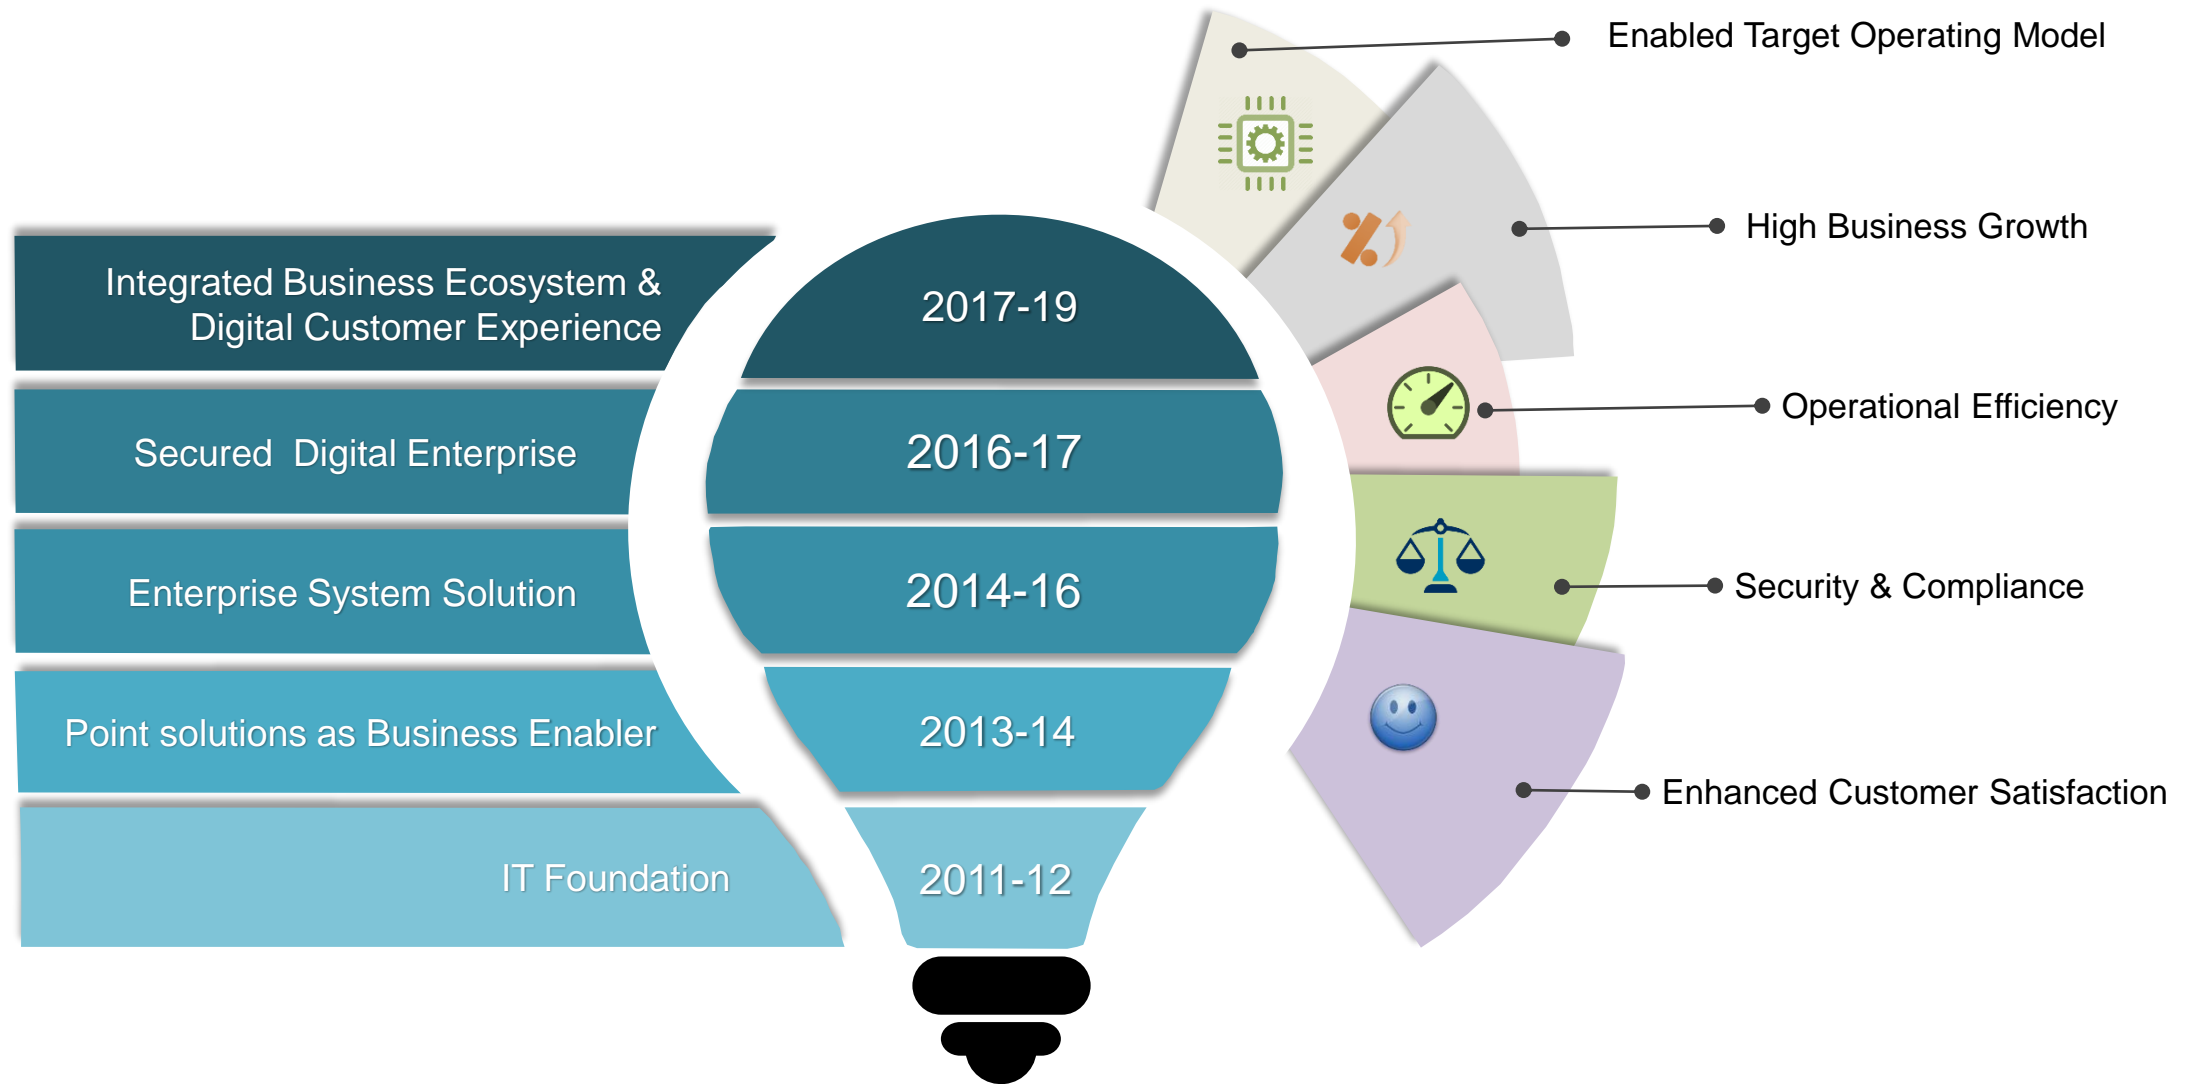 Enabled Target Operating Model
High Business Growth
Integrated Business Ecosystem &
Digital Customer Experience
2017-19
Operational Efficiency
Secured Digital Enterprise
2016-17
Enterprise System Solution
2014-16
Security & Compliance
Point solutions as Business Enabler
2013-14
Enhanced Customer Satisfaction
IT Foundation
2011-12